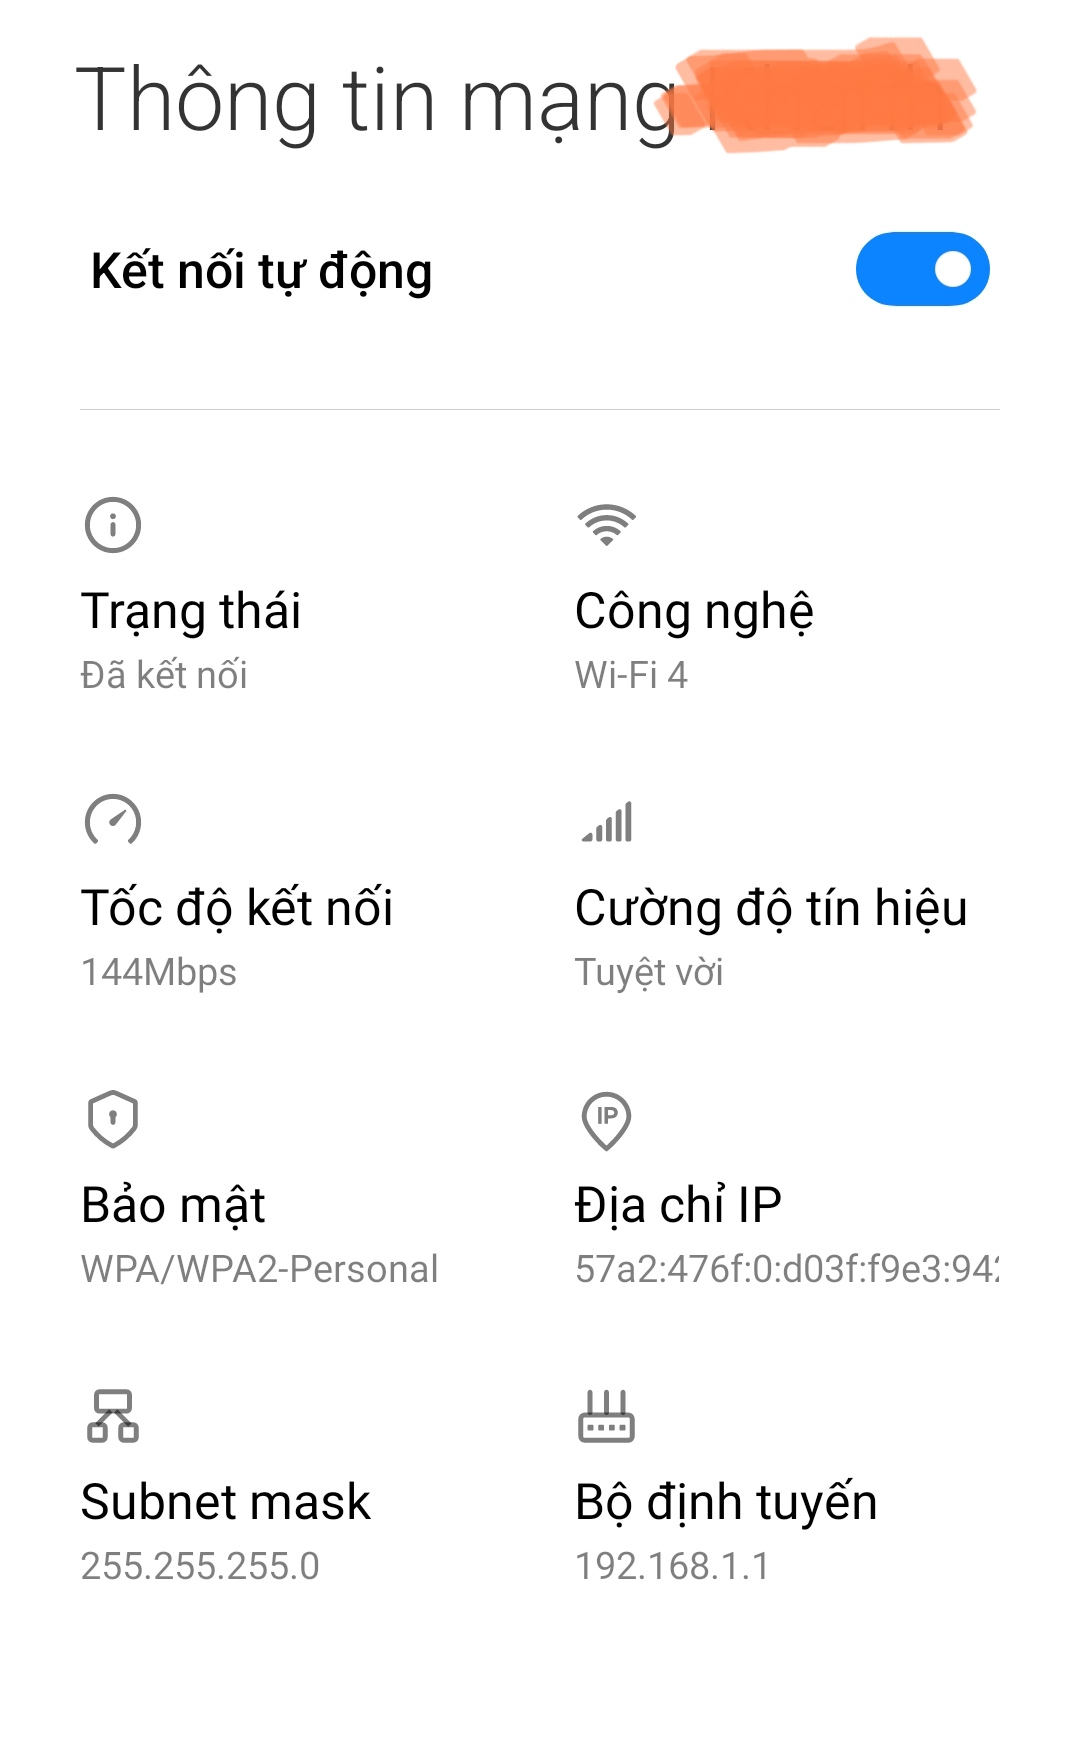 Thông tin mạng
Kết nối tự động
Trạng thái
Đã kết nối
Công nghệ
Wi-Fi 4
Tốc độ kết nối
144Mbps
Cường độ tín hiệu
Tuyệt vời
Bảo mật
WPA/WPA2-Personal
IP
Địa chỉ IP
57a2:476f:0:d03f:f9e3:942
Subnet mask
255.255.255.0
Bộ định tuyến
192.168.1.1